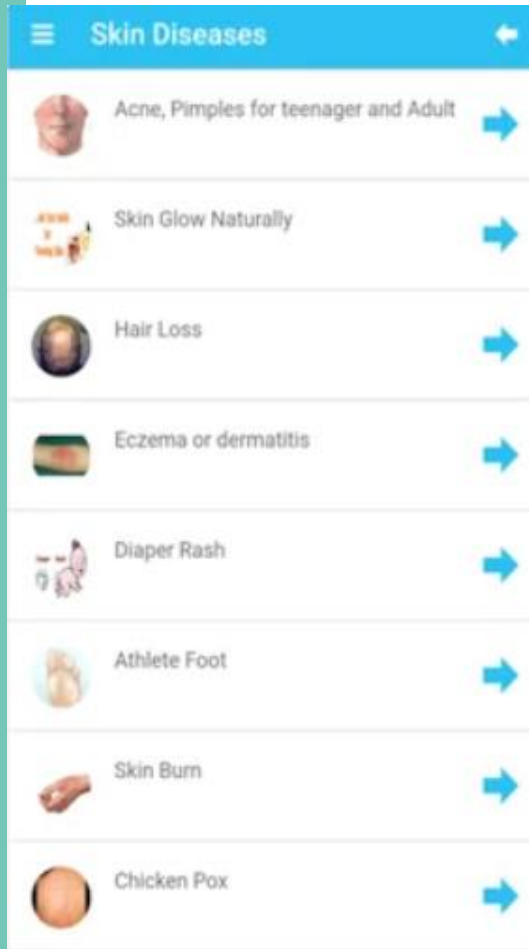 Skin Diseases
Acne, Pimples for teenager and Adult
Skin Glow Naturally
Hair Loss
Eczema or dermatitis
Diaper Rash
Athlete Foot
Skin Burn
Chicken Pox